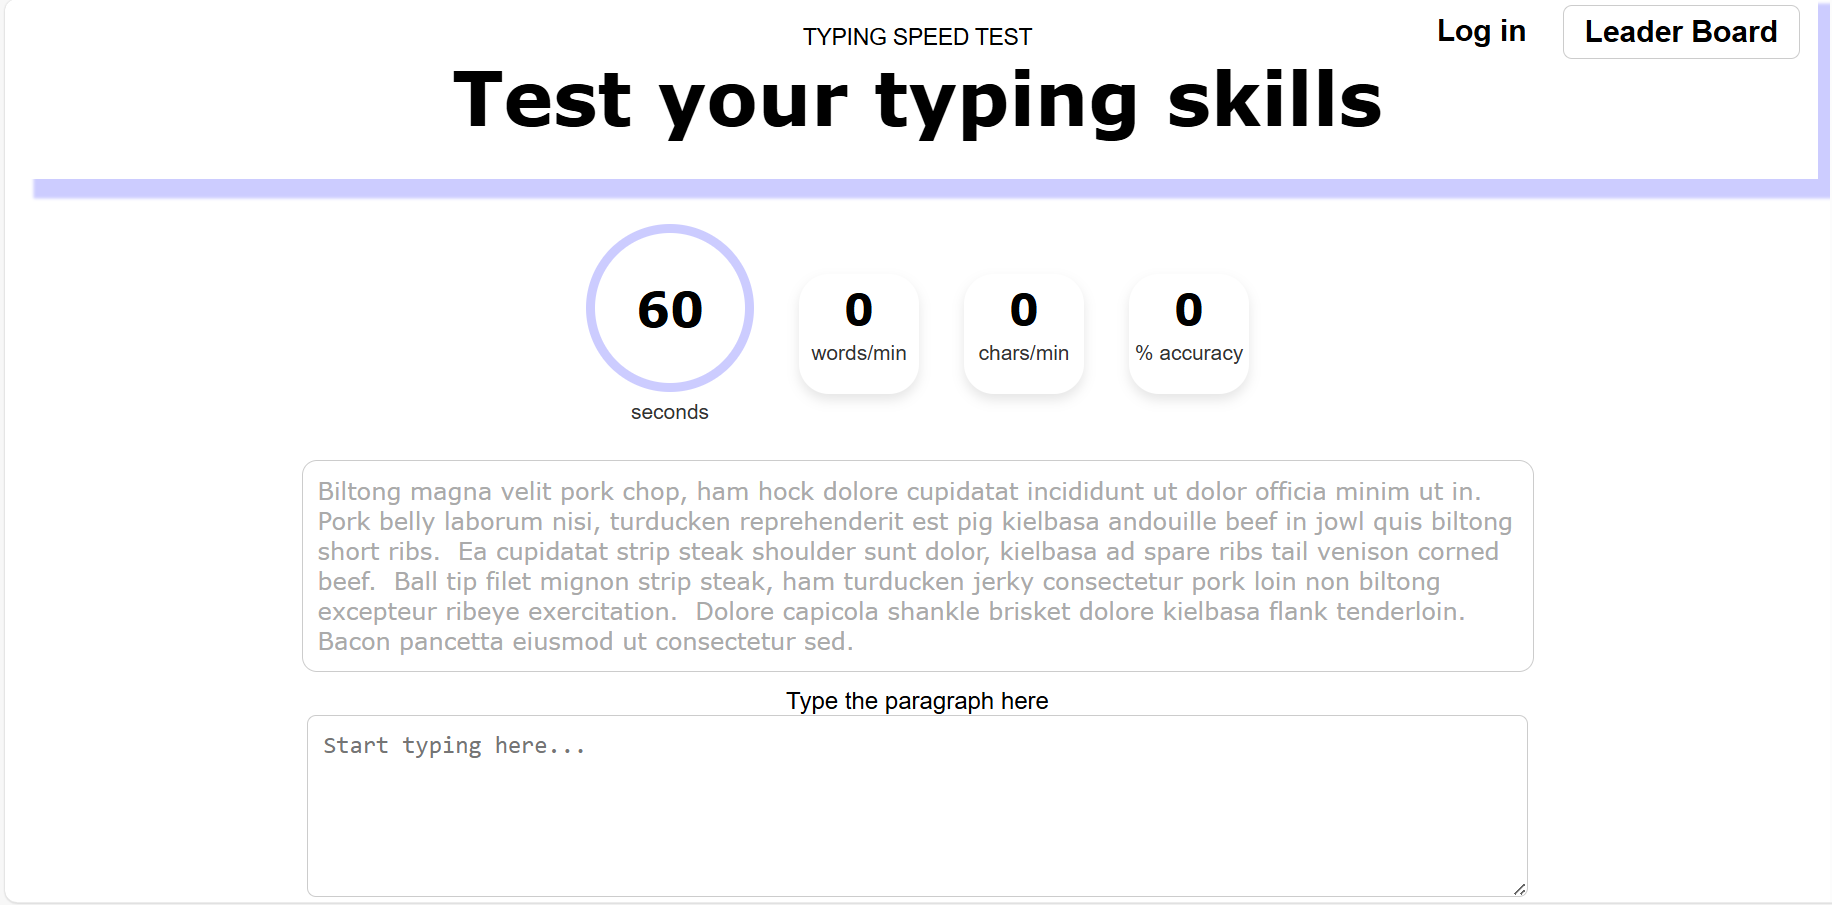 TYPING SPEED TEST
Log in
Leader Board
Test your typing skills
60
seconds
0
words/min
0
chars/min
0
% accuracy
Biltong magna velit pork chop, ham hock dolore cupidatat incididunt ut dolor officia minim ut in.
Pork belly laborum nisi, turducken reprehenderit est pig kielbasa andouille beef in jowl quis biltong
short ribs.  Ea cupidatat strip steak shoulder sunt dolor, kielbasa ad spare ribs tail venison corned
beef.  Ball tip filet mignon strip steak, ham turducken jerky consectetur pork loin non biltong
excepteur ribeye exercitation.  Dolore capicola shankle brisket dolore kielbasa flank tenderloin.
Bacon pancetta eiusmod ut consectetur sed.
Type the paragraph here
Start typing here...